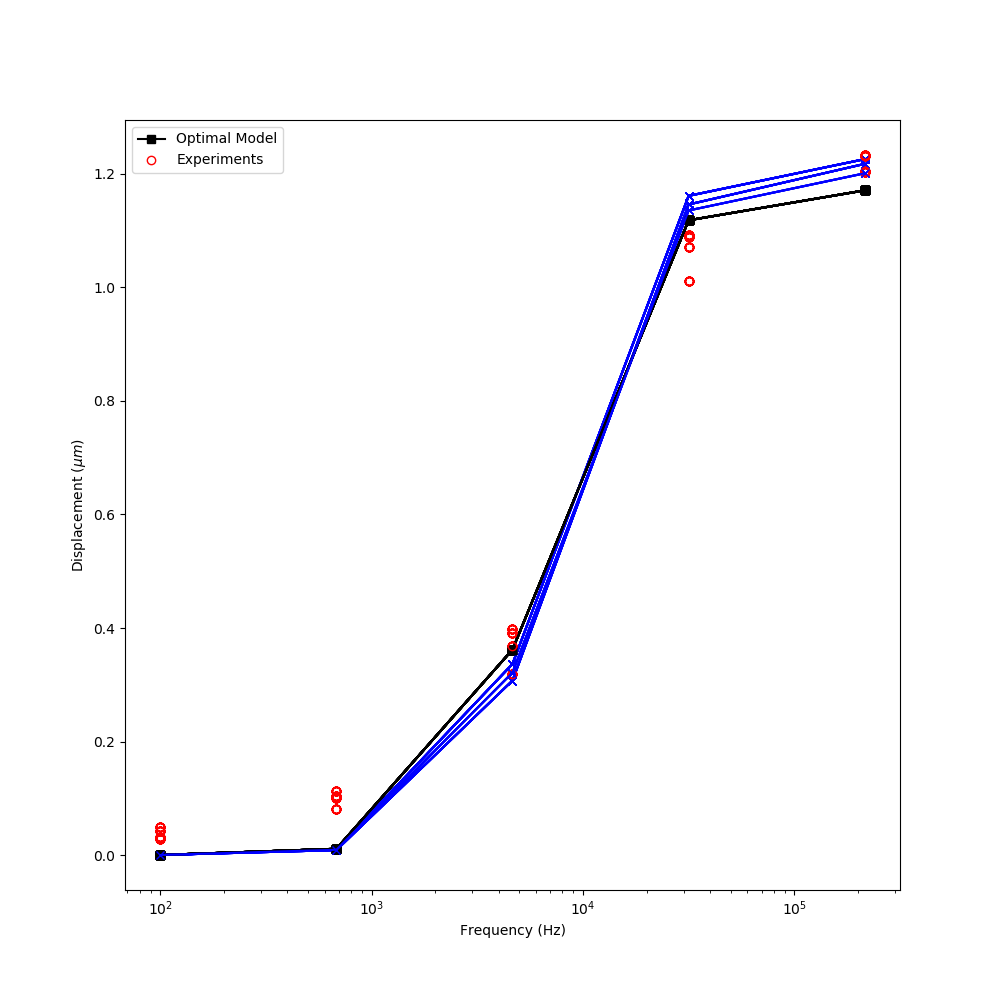 Optimal Model
Experiments
1.2
1.0
0.8
0.6
0.4
0.2
0.0
Displacement (μm)
10²
10³
10⁴
10⁵
Frequency (Hz)